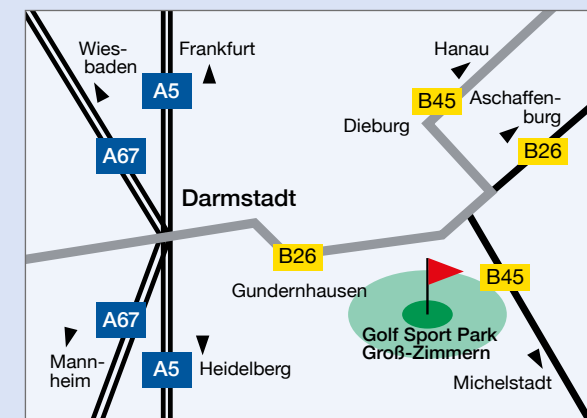 Wies-
baden
Frankfurt
Hanau
A5
B45
Aschaffen-
burg
Dieburg
A67
B26
Darmstadt
B26
Gundernhausen
B45
A67
Golf Sport Park
Groß-Zimmern
Mann-
heim
A5
Heidelberg
Michelstadt